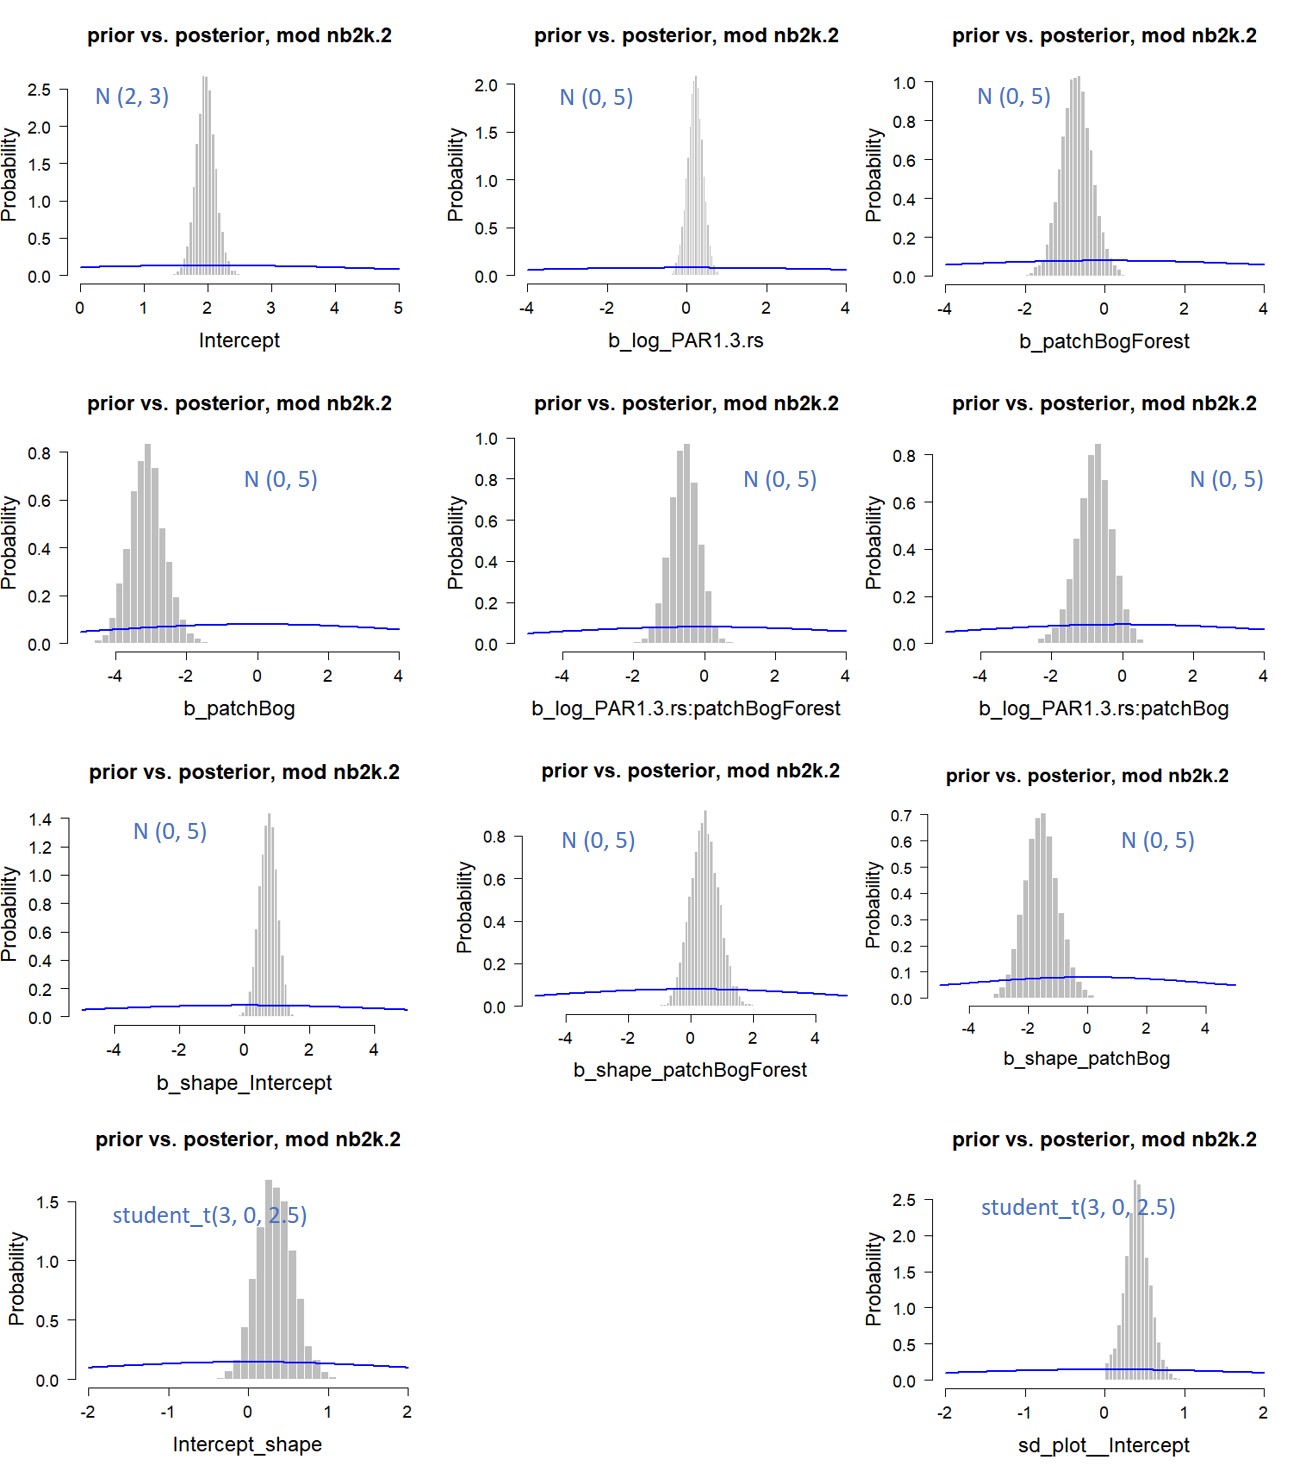 prior vs. posterior, mod nb2k.2
N (2, 3)
Probability
2.5
2.0
1.5
1.0
0.5
0.0
0 1 2 3 4 5
Intercept
prior vs. posterior, mod nb2k.2
N (0, 5)
Probability
2.0
1.5
1.0
0.5
0.0
-4 -2 0 2 4
b_log_PAR1.3.rs
prior vs. posterior, mod nb2k.2
N (0, 5)
Probability
1.0
0.8
0.6
0.4
0.2
0.0
-4 -2 0 2 4
b_patchBogForest
prior vs. posterior, mod nb2k.2
N (0, 5)
Probability
0.8
0.6
0.4
0.2
0.0
-4 -2 0 2 4
b_patchBog
prior vs. posterior, mod nb2k.2
N (0, 5)
Probability
1.0
0.8
0.6
0.4
0.2
0.0
-4 -2 0 2 4
b_log_PAR1.3.rs:patchBogForest
prior vs. posterior, mod nb2k.2
N (0, 5)
Probability
0.8
0.6
0.4
0.2
0.0
-4 -2 0 2 4
b_log_PAR1.3.rs:patchBog
prior vs. posterior, mod nb2k.2
N (0, 5)
Probability
1.4
1.2
1.0
0.8
0.6
0.4
0.2
0.0
-4 -2 0 2 4
b_shape_Intercept
prior vs. posterior, mod nb2k.2
N (0, 5)
Probability
0.8
0.6
0.4
0.2
0.0
-4 -2 0 2 4
b_shape_patchBogForest
prior vs. posterior, mod nb2k.2
N (0, 5)
Probability
0.7
0.6
0.5
0.4
0.3
0.2
0.1
0.0
-4 -2 0 2 4
b_shape_patchBog
prior vs. posterior, mod nb2k.2
student_t(3, 0, 2.5)
Probability
1.5
1.0
0.5
0.0
-2 -1 0 1 2
Intercept_shape
prior vs. posterior, mod nb2k.2
student_t(3, 0, 2.5)
Probability
2.5
2.0
1.5
1.0
0.5
0.0
-2 -1 0 1 2
sd_plot__Intercept